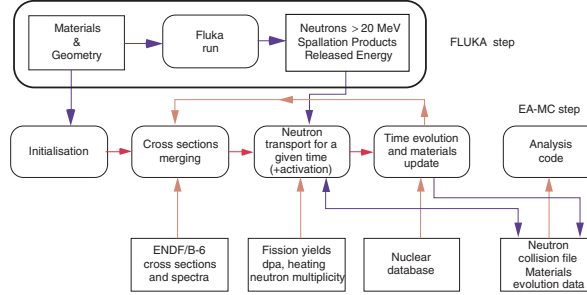 Materials
&
Geometry
Fluka
run
Neutrons > 20 MeV
Spallation Products
Released Energy
FLUKA step
EA-MC step
Initialisation
Cross sections
merging
Neutron
transport for a
given time
(+activation)
Time evolution
and materials
update
Analysis
code
ENDF/B-6
cross sections
and spectra
Fission yields
dpa, heating
neutron multiplicity
Nuclear
database
Neutron
collision file
Materials
evolution data